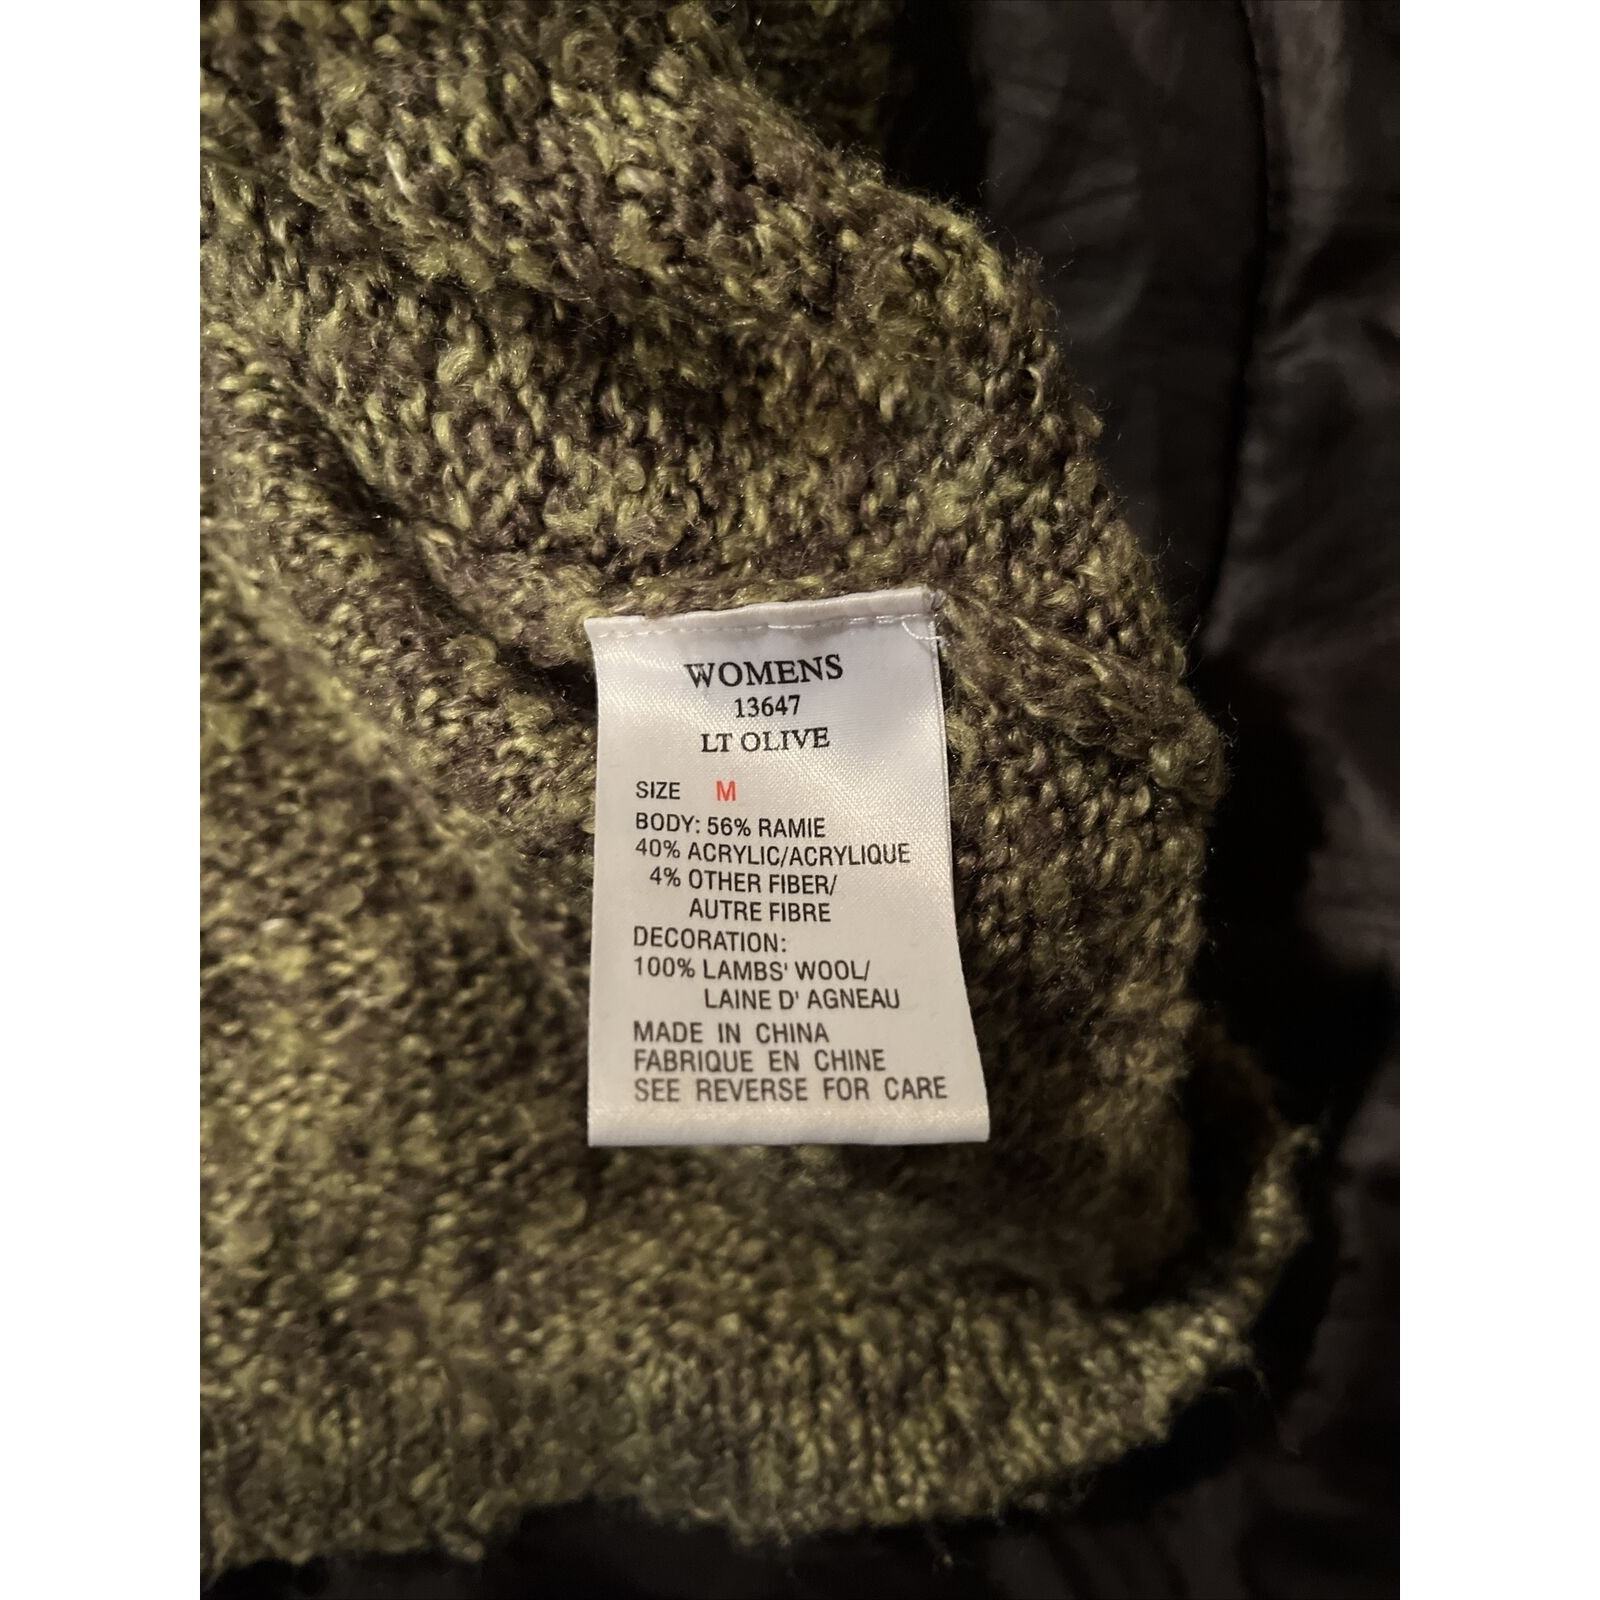 WOMENS
13647
LT OLIVE
SIZE M
BODY: 56% RAMIE
40% ACRYLIC/ACRYLIQUE
4% OTHER FIBER/
AUTRE FIBRE
DECORATION:
100% LAMBS' WOOL/
LAINE D' AGNEAU
MADE IN CHINA
FABRIQUE EN CHINE
SEE REVERSE FOR CARE